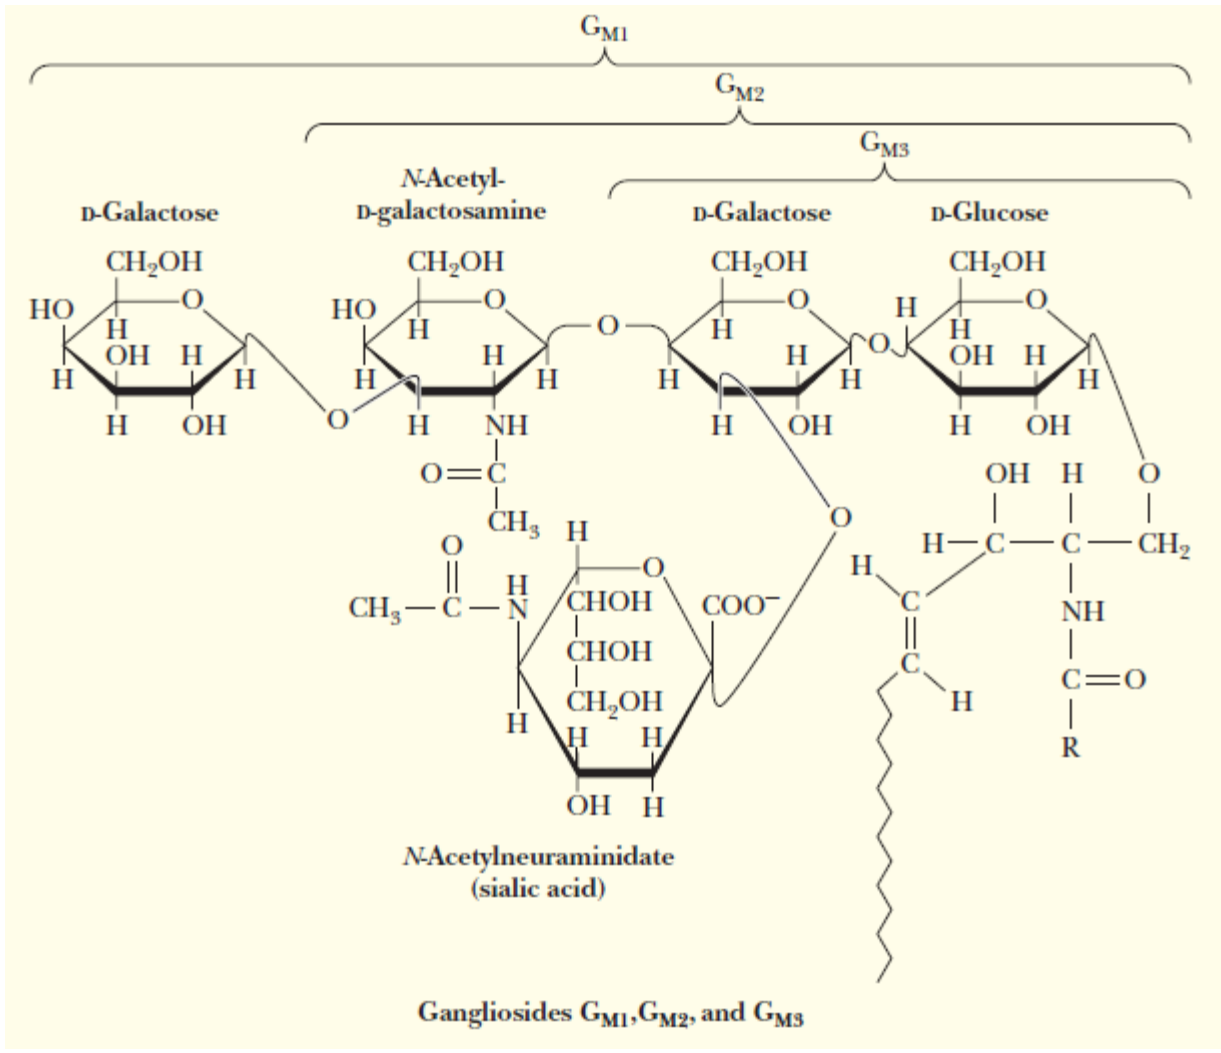 GM1
GM2
GM3
N-Acetyl-
D-Galactose D-galactosamine D-Galactose D-Glucose
CH2OH CH2OH CH2OH CH2OH
HO O HO O O H O
H H O H O H
OH H H H OH H
H H H H H H H
H OH O H NH H OH H OH
O=C OH H O
CH3 H O H—C—C—CH2
O O H
CH3—C—N H CHOH COO− C NH
CHOH C C=O
H CH2OH H
H H R
OH H
N-Acetylneuraminidate
(sialic acid)
Gangliosides GM1,GM2, and GM3